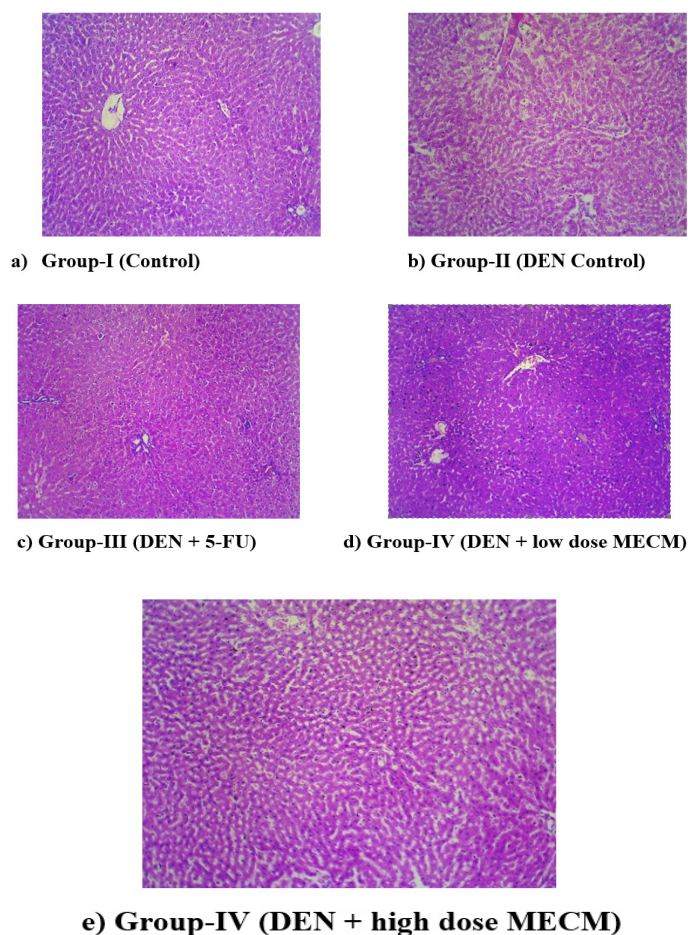 a) Group-I (Control)
b) Group-II (DEN Control)
c) Group-III (DEN + 5-FU)
d) Group-IV (DEN + low dose MECM)
e) Group-IV (DEN + high dose MECM)